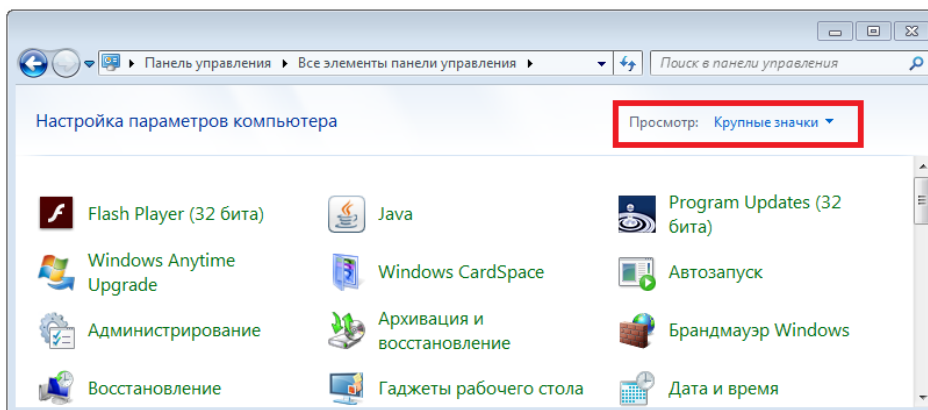 Панель управления Все элементы панели управления Поиск в панели управления
Настройка параметров компьютера
Просмотр: Крупные значки
Flash Player (32 бита)
Java
Program Updates (32
бита)
Windows Anytime
Upgrade
Windows CardSpace
Автозапуск
Администрирование
Архивация и
восстановление
Брандмауэр Windows
Восстановление
Гаджеты рабочего стола
Дата и время